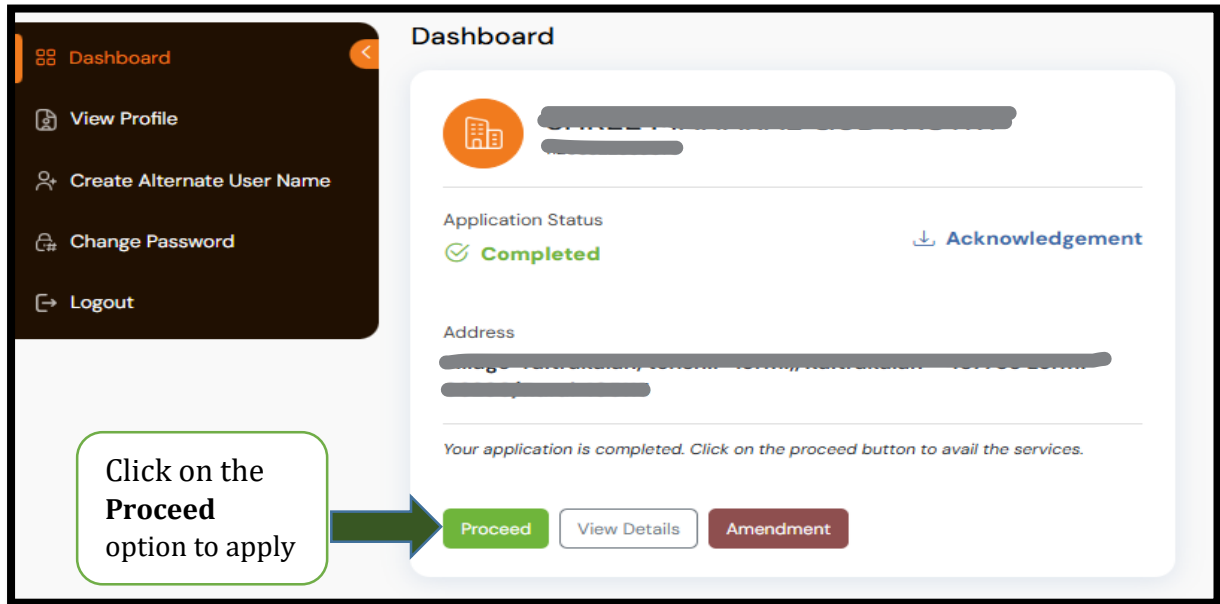 Dashboard
View Profile
Create Alternate User Name
Change Password
Logout
Dashboard
Application Status
Completed
Acknowledgement
Address
Your application is completed. Click on the proceed button to avail the services.
Click on the
Proceed
option to apply
Proceed
View Details
Amendment